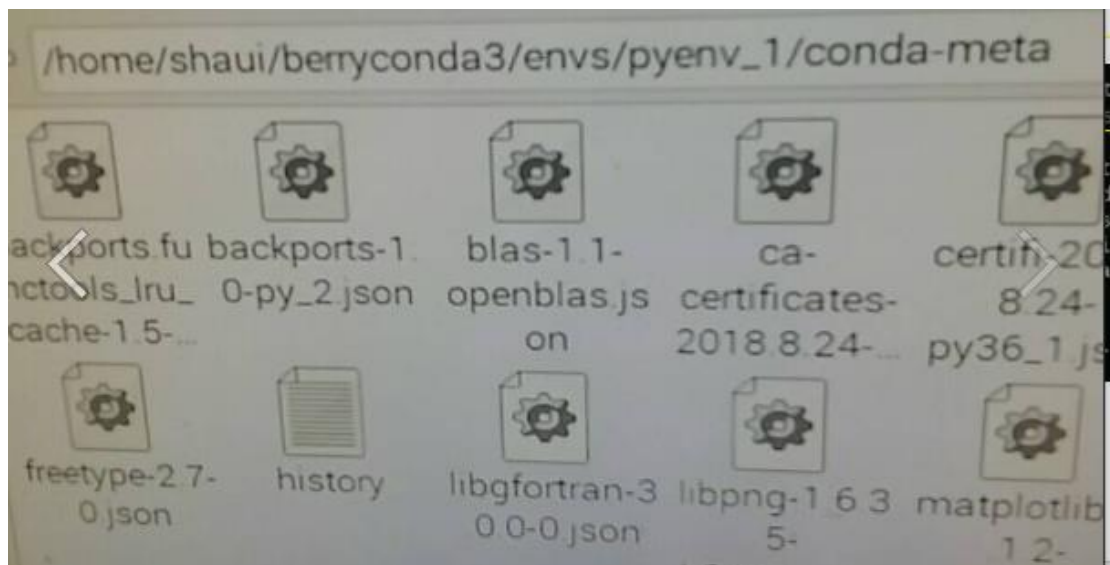 /home/shaui/berryconda3/envs/pyenv_1/conda-meta
ackports.fu
nctools_lru_
cache-1.5-...
backports-1.
0-py_2.json
blas-1.1-
openblas.js
on
ca-
certificates-
2018.8.24-...
certifi-20
8.24-
py36_1.js
freetype-2.7-
0.json
history
libgfortran-3
0.0-0.json
libpng-1.6.3
5-
matplotlib
1.2-